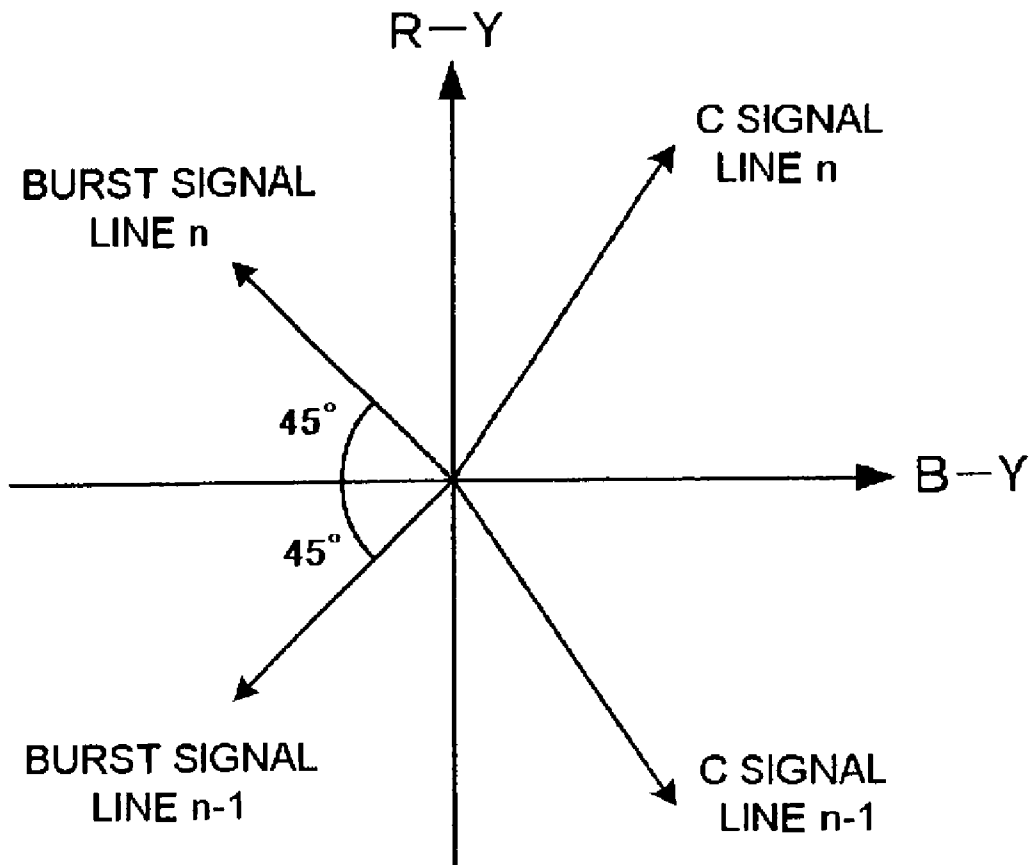 R−Y
C SIGNAL
LINE n
BURST SIGNAL
LINE n
45°
B−Y
45°
BURST SIGNAL
LINE n-1
C SIGNAL
LINE n-1